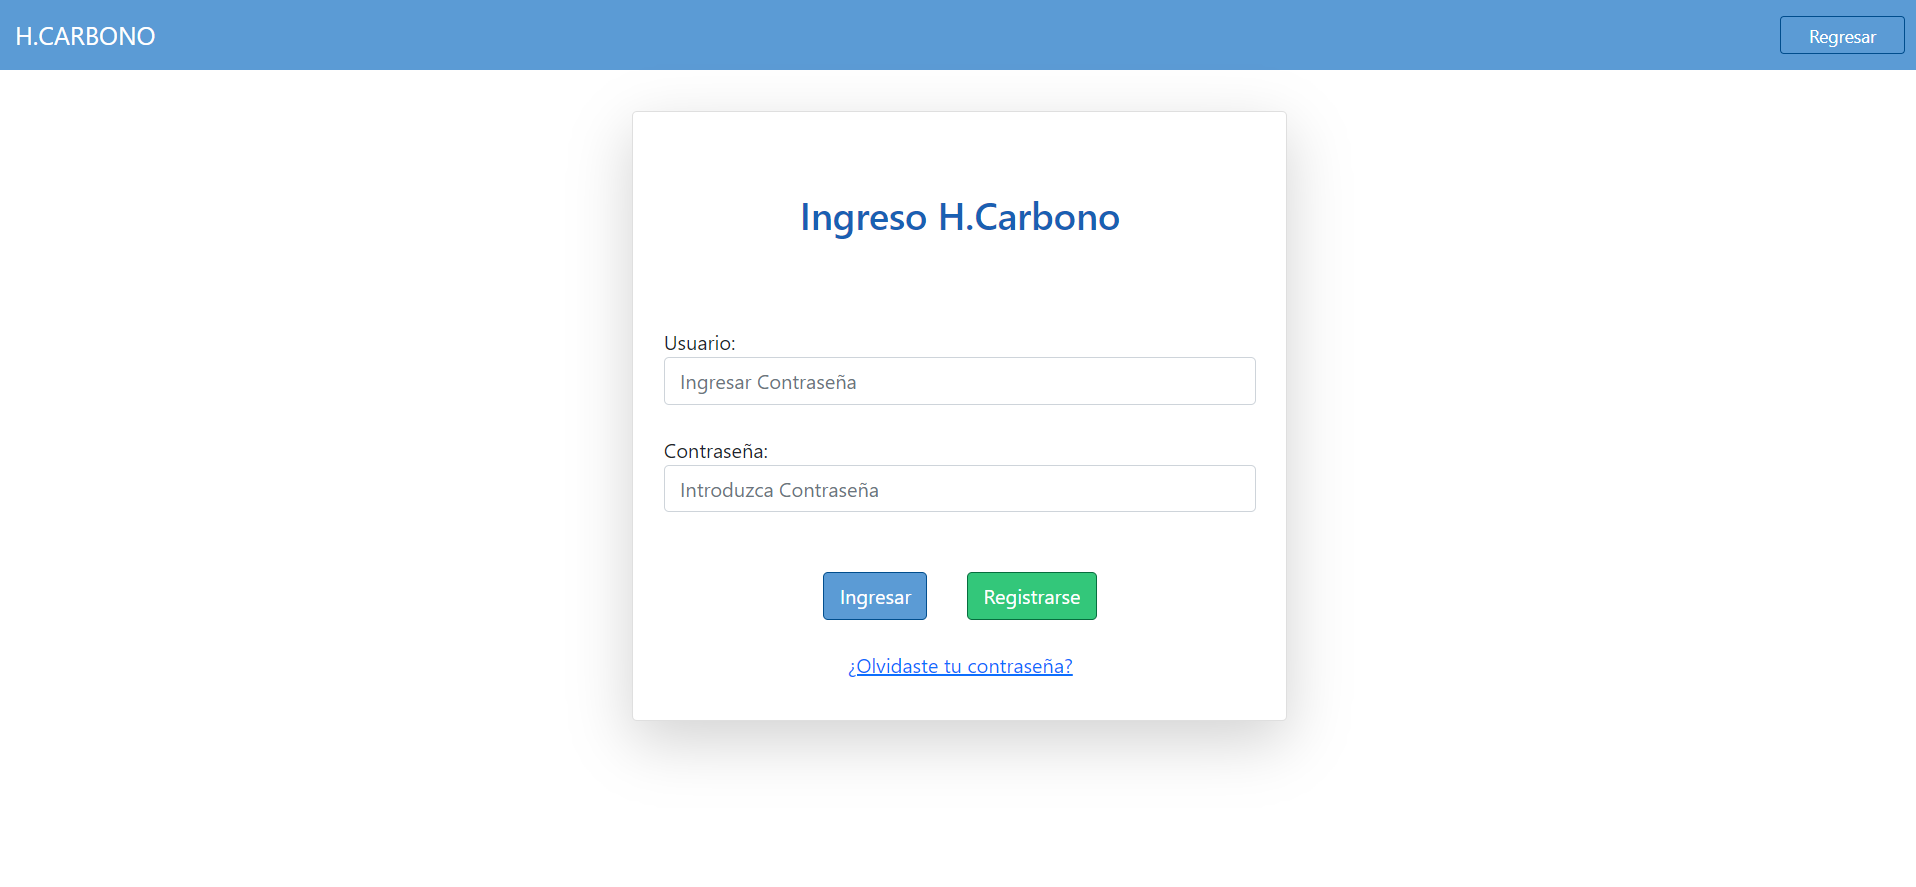 H.CARBONO
Regresar
Ingreso H.Carbono
Usuario:
Ingresar Contraseña
Contraseña:
Introduzca Contraseña
Ingresar
Registrarse
¿Olvidaste tu contraseña?